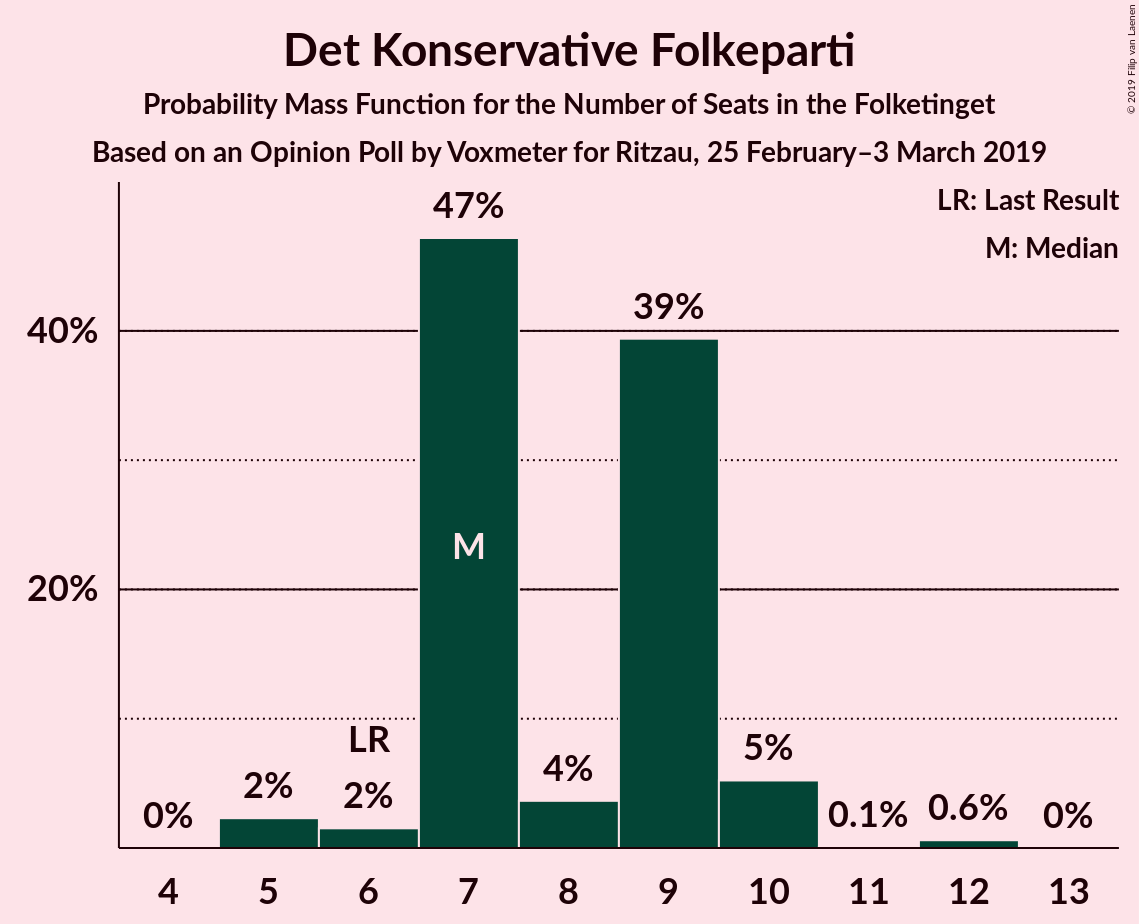 Det Konservative Folkeparti
Probability Mass Function for the Number of Seats in the Folketinget
Based on an Opinion Poll by Voxmeter for Ritzau, 25 February–3 March 2019
© 2019 Filip van Laenen
LR: Last Result
M: Median
40%
20%
0%
2%
LR
2%
47%
M
4%
39%
5%
0.1%
0.6%
0%
4 5 6 7 8 9 10 11 12 13